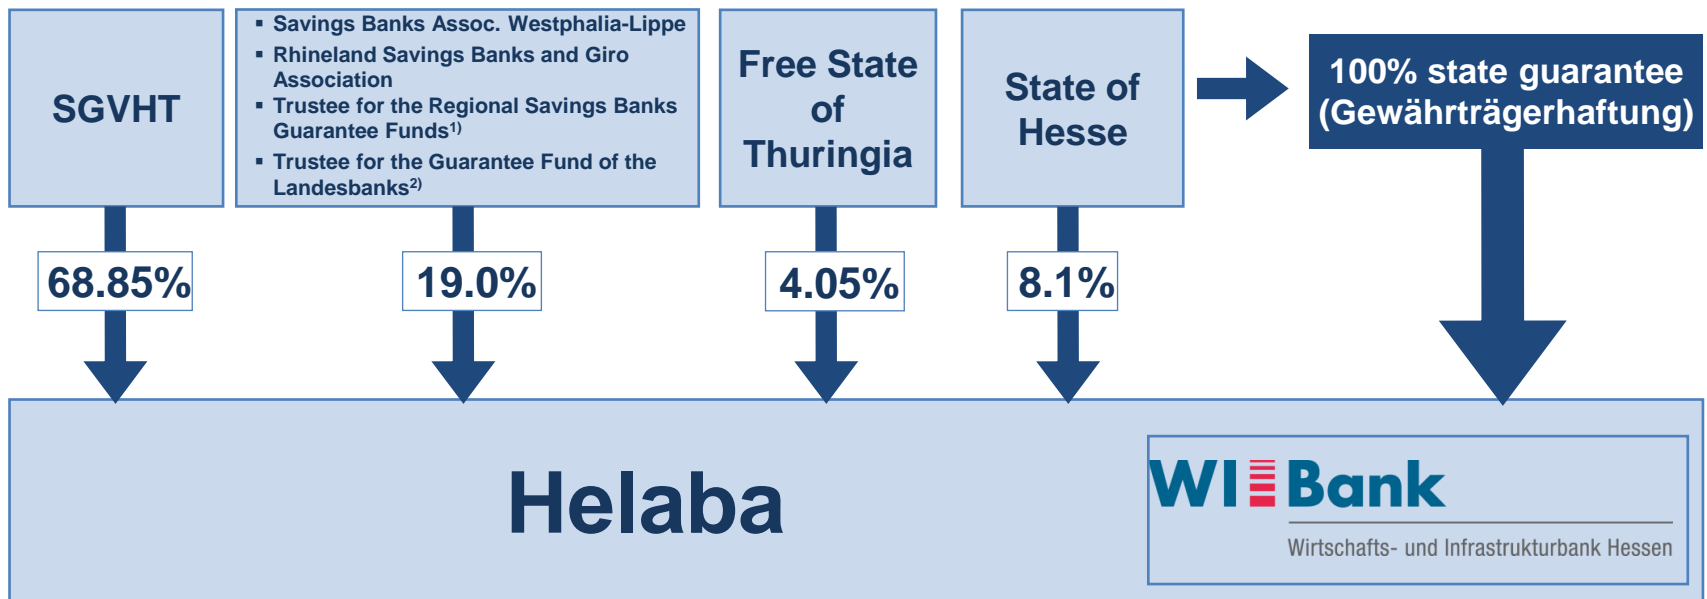 SGVHT
▪ Savings Banks Assoc. Westphalia-Lippe
▪ Rhineland Savings Banks and Giro
Association
▪ Trustee for the Regional Savings Banks
Guarantee Funds1)
▪ Trustee for the Guarantee Fund of the
Landesbanks2)
Free State
of
Thuringia
State of
Hesse
100% state guarantee
(Gewährträgerhaftung)
68.85%
19.0%
4.05%
8.1%
Helaba
WI Bank
Wirtschafts- und Infrastrukturbank Hessen